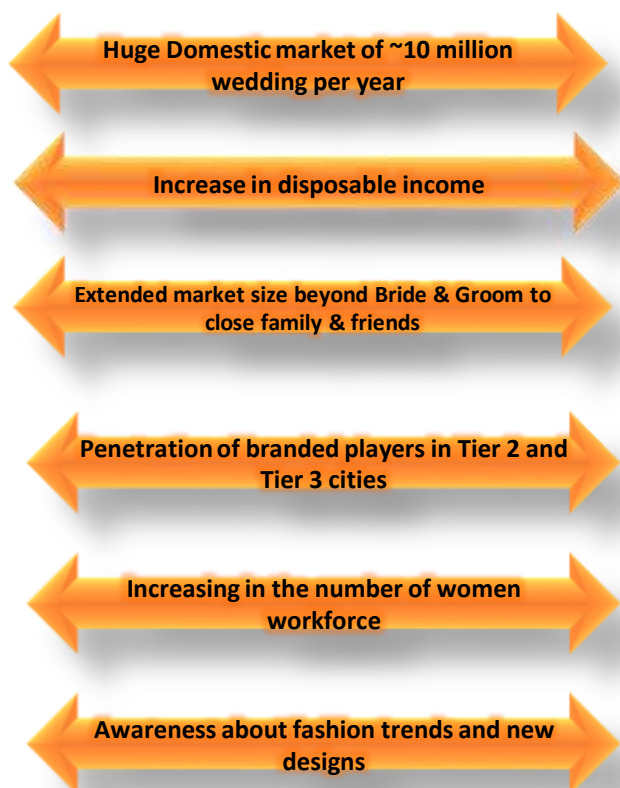 Huge Domestic market of ~10 million
wedding per year
Increase in disposable income
Extended market size beyond Bride & Groom to
close family & friends
Penetration of branded players in Tier 2 and
Tier 3 cities
Increasing in the number of women
workforce
Awareness about fashion trends and new
designs